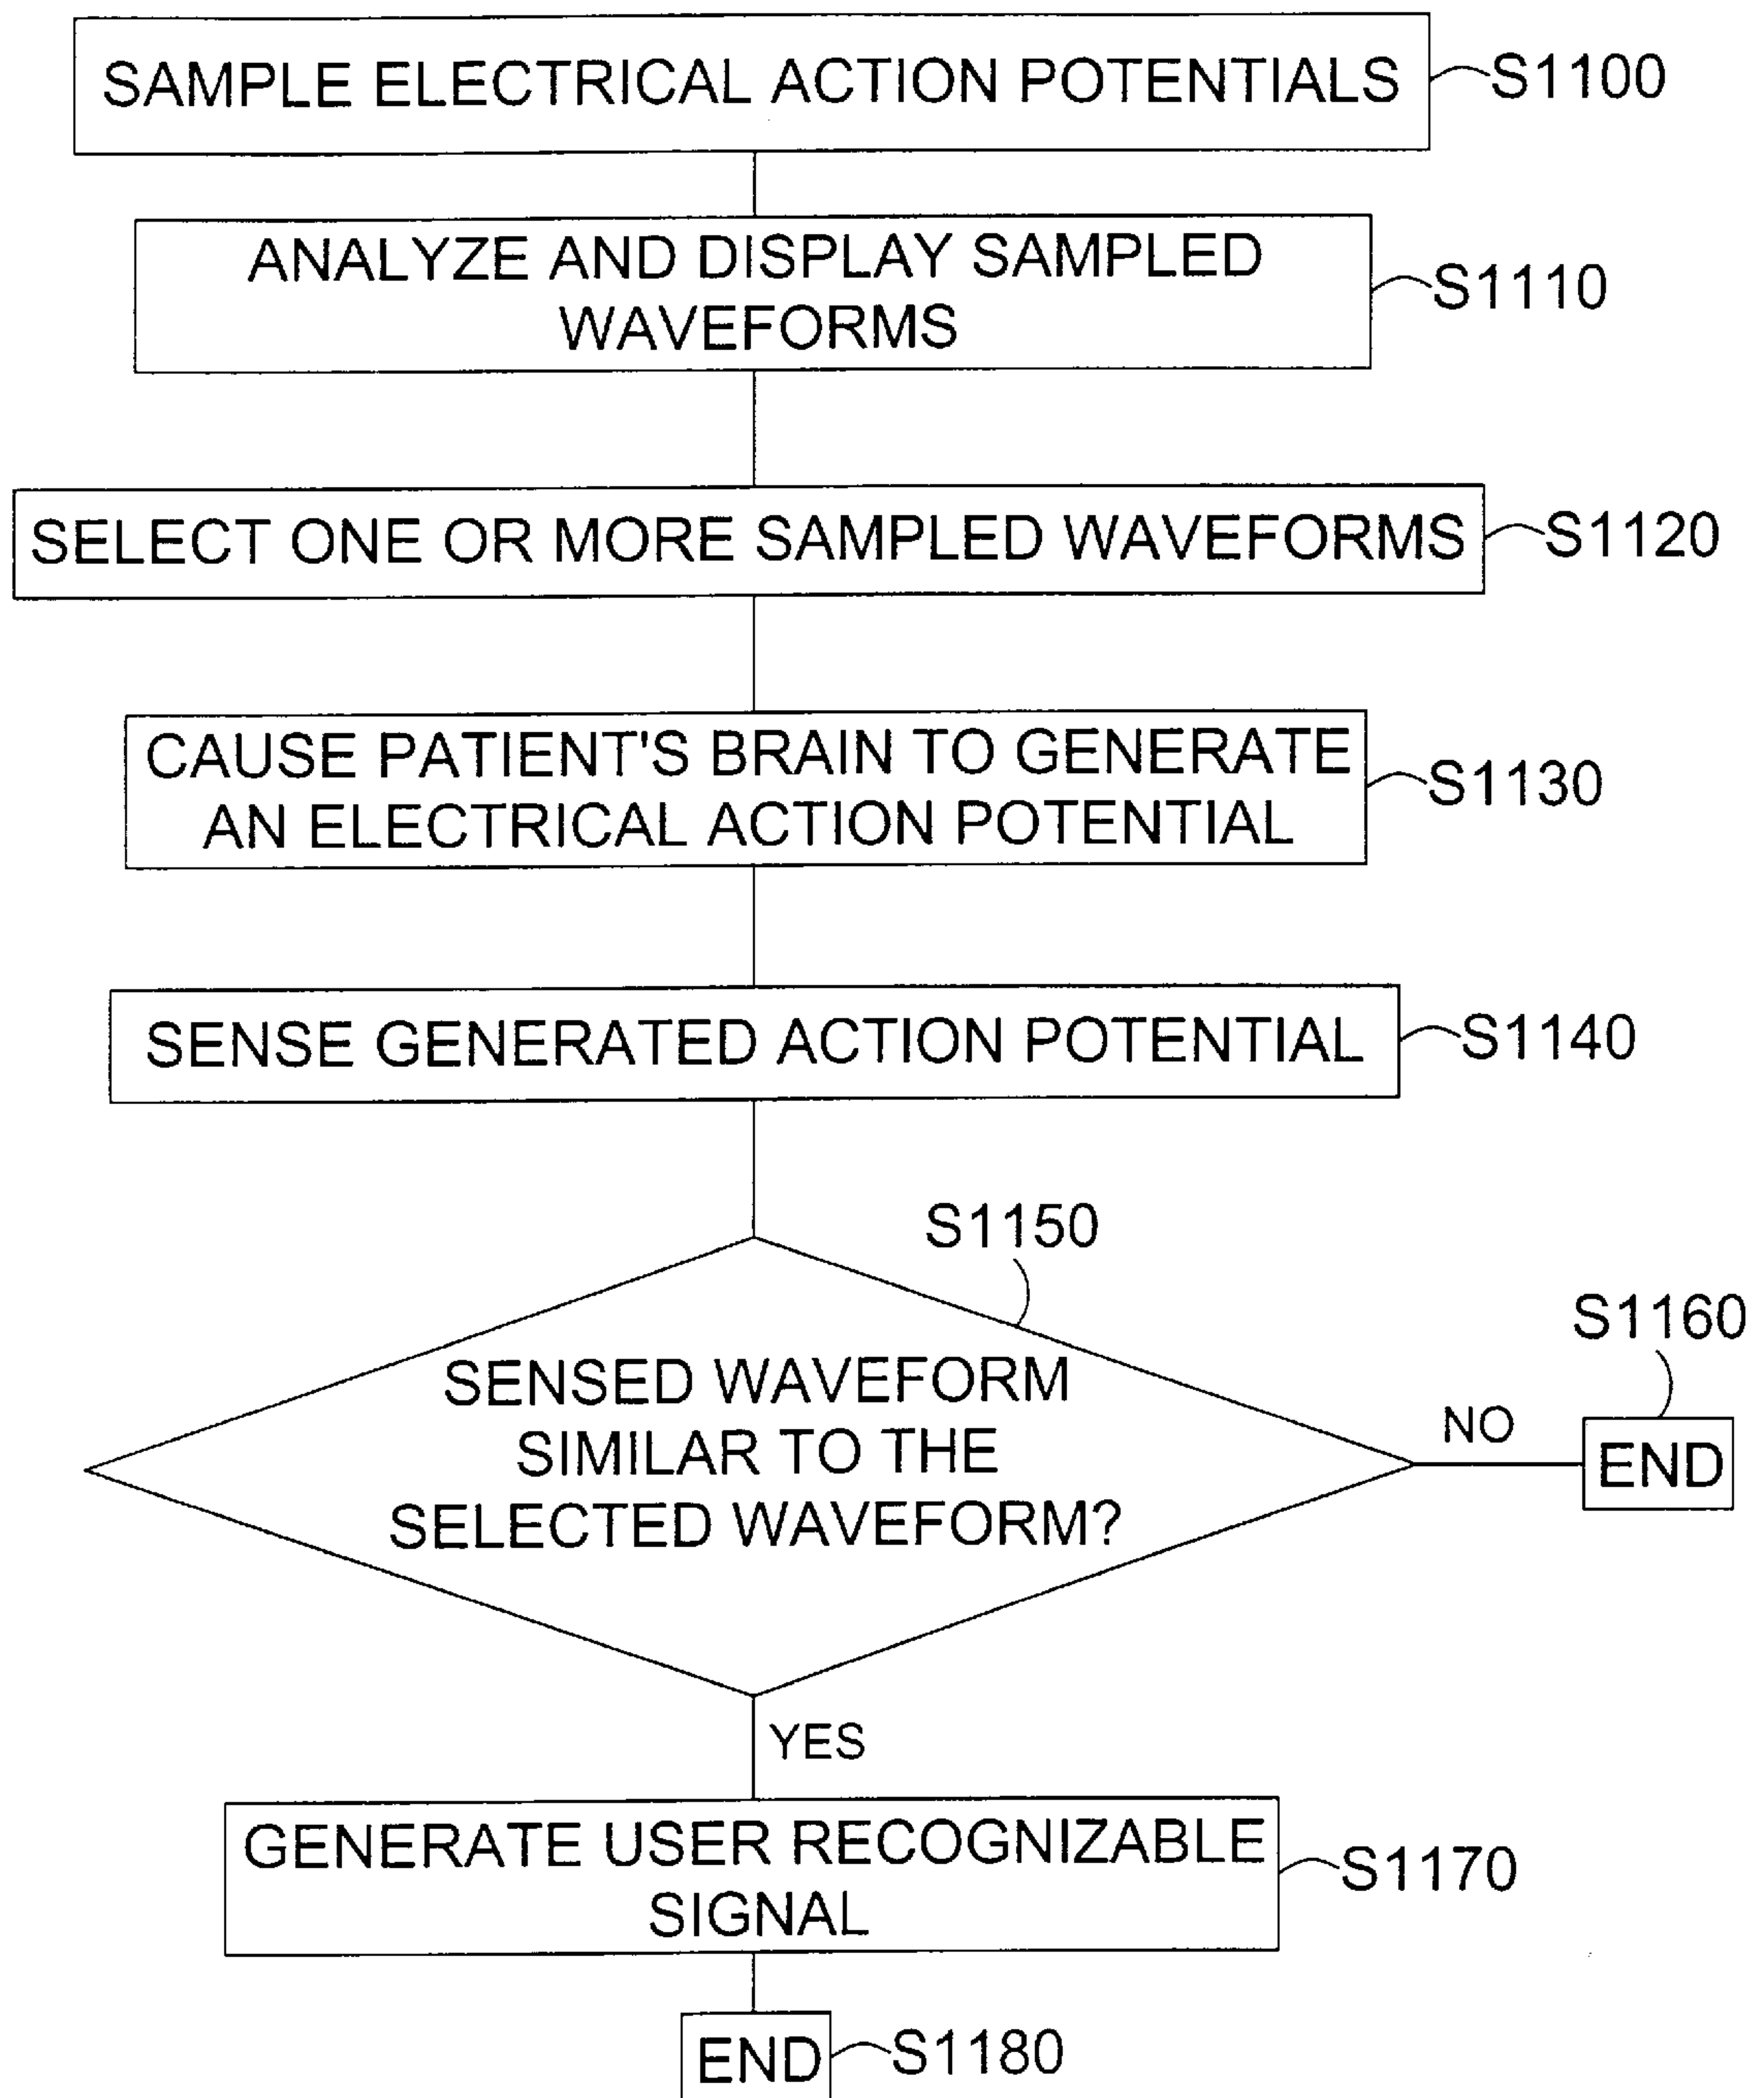 SAMPLE ELECTRICAL ACTION POTENTIALS
S1100
ANALYZE AND DISPLAY SAMPLED
WAVEFORMS
S1110
SELECT ONE OR MORE SAMPLED WAVEFORMS
S1120
CAUSE PATIENT'S BRAIN TO GENERATE
AN ELECTRICAL ACTION POTENTIAL
S1130
SENSE GENERATED ACTION POTENTIAL
S1140
S1150
SENSED WAVEFORM
SIMILAR TO THE
SELECTED WAVEFORM?
S1160
NO
END
YES
GENERATE USER RECOGNIZABLE
SIGNAL
S1170
END
S1180